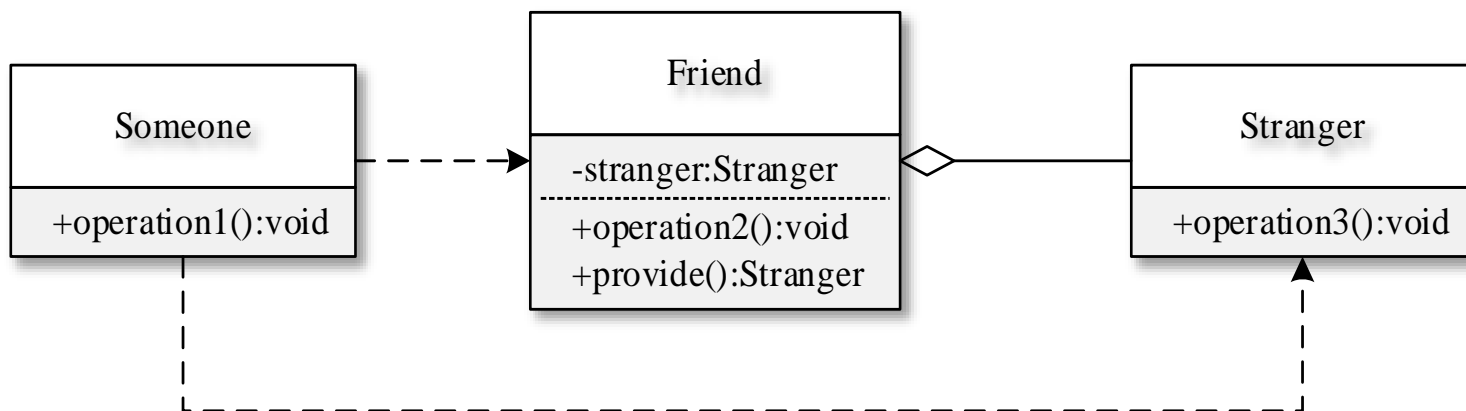 Someone
+operation1():void
Friend
-stranger:Stranger
+operation2():void
+provide():Stranger
Stranger
+operation3():void